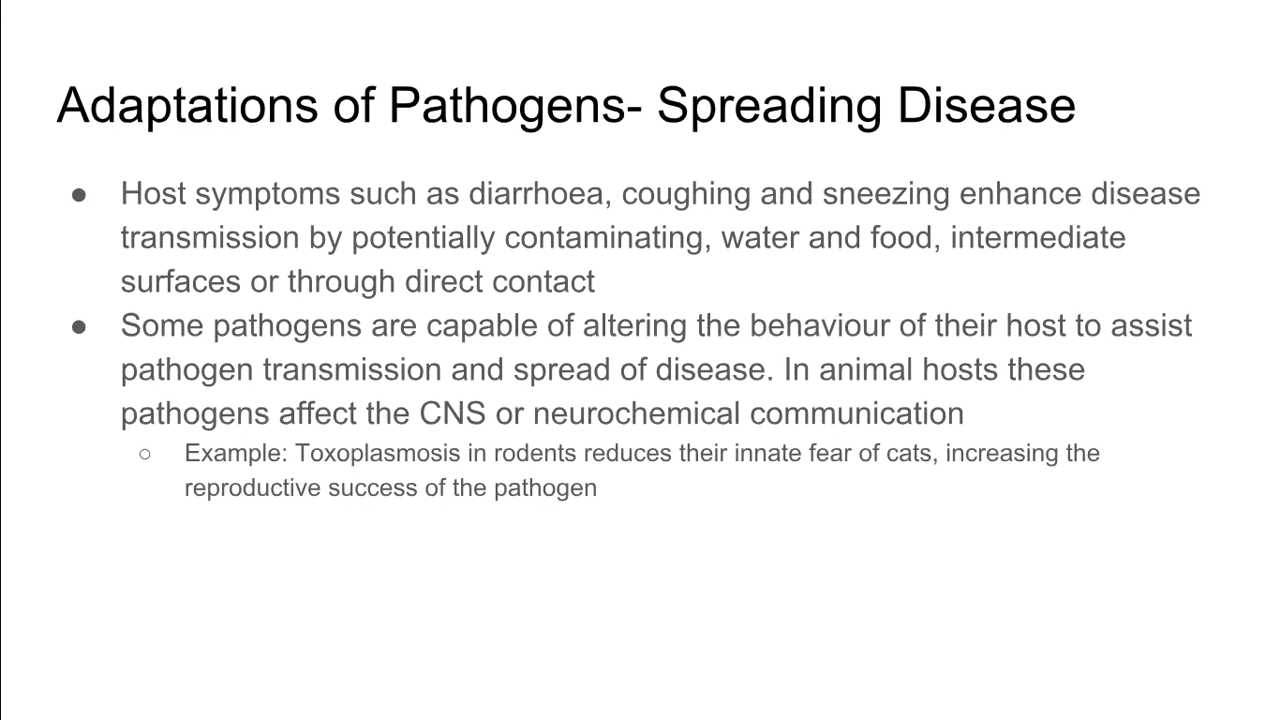 Adaptations of Pathogens- Spreading Disease
● Host symptoms such as diarrhoea, coughing and sneezing enhance disease
transmission by potentially contaminating, water and food, intermediate
surfaces or through direct contact
● Some pathogens are capable of altering the behaviour of their host to assist
pathogen transmission and spread of disease. In animal hosts these
pathogens affect the CNS or neurochemical communication
○ Example: Toxoplasmosis in rodents reduces their innate fear of cats, increasing the
reproductive success of the pathogen